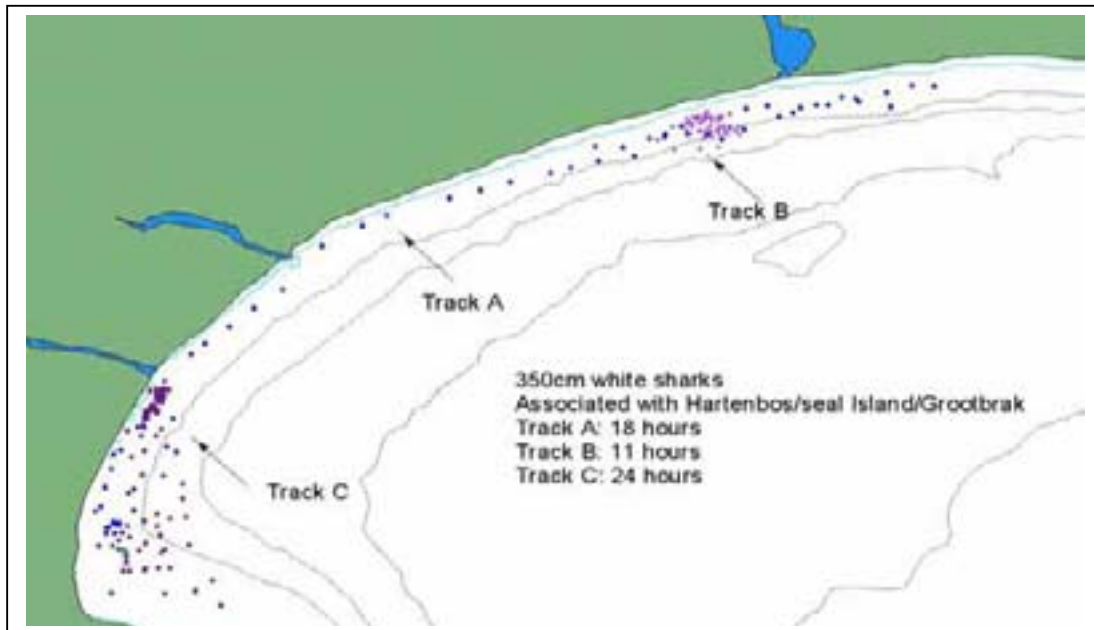 Track B
Track A
350cm white sharks
Associated with Hartenbos/seal Island/Grootbrak
Track A: 18 hours
Track B: 11 hours
Track C: 24 hours
Track C